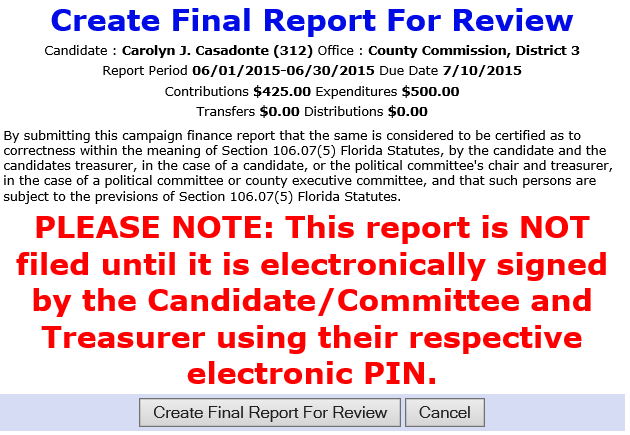 Create Final Report For Review
Candidate : Carolyn J. Casadonte (312) Office : County Commission, District 3
Report Period 06/01/2015-06/30/2015 Due Date 7/10/2015
Contributions $425.00 Expenditures $500.00
Transfers $0.00 Distributions $0.00
By submitting this campaign finance report that the same is considered to be certified as to
correctness within the meaning of Section 106.07(5) Florida Statutes, by the candidate and the
candidates treasurer, in the case of a candidate, or the political committee's chair and treasurer,
in the case of a political committee or county executive committee, and that such persons are
subject to the previsions of Section 106.07(5) Florida Statutes.
PLEASE NOTE: This report is NOT
filed until it is electronically signed
by the Candidate/Committee and
Treasurer using their respective
electronic PIN.
Create Final Report For Review Cancel